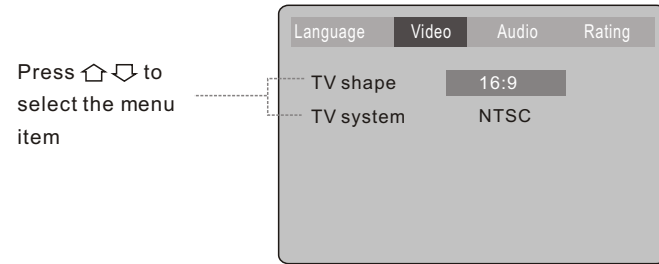 Language Video Audio Rating
Press ⇧ ⇩ to
select the menu
item
TV shape 16:9
TV system NTSC